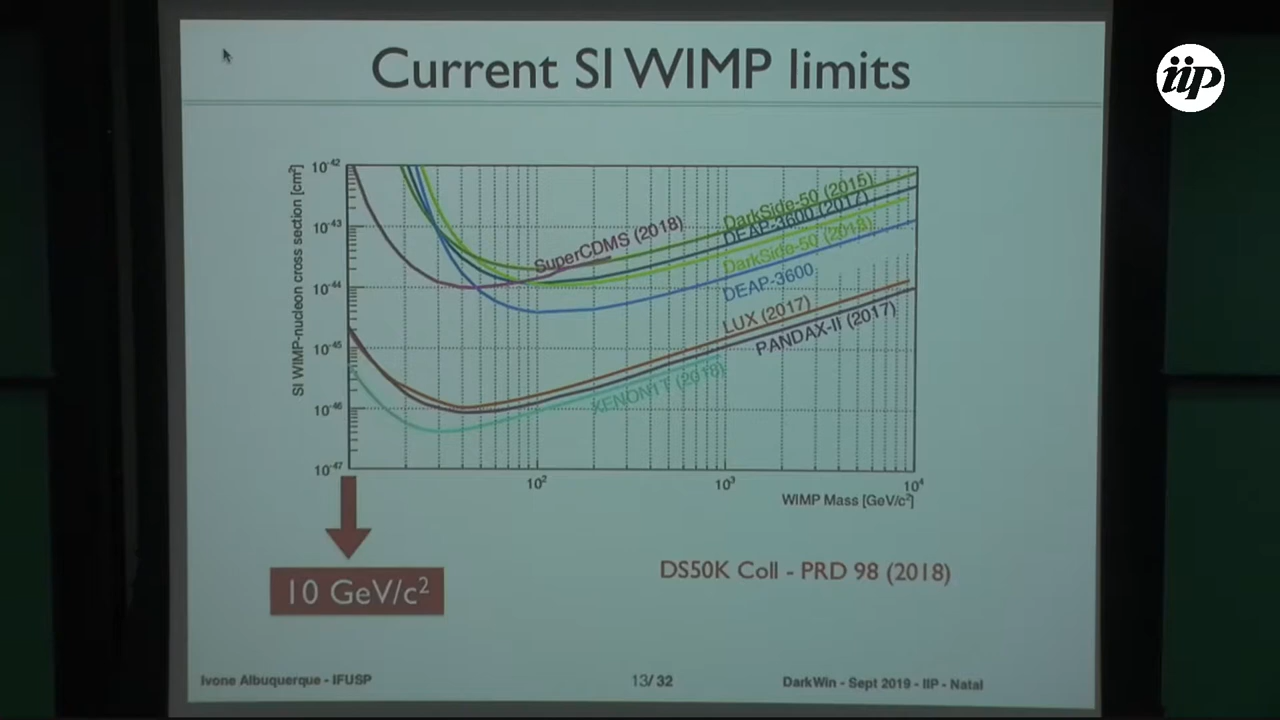 iip
Current SI WIMP limits
SI WIMP-nucleon cross section [cm²]
10⁻⁴²
10⁻⁴³
10⁻⁴⁴
10⁻⁴⁵
10⁻⁴⁶
10⁻⁴⁷
DarkSide-50 (2015)
DEAP-3600 (2017)
SuperCDMS (2018)
DarkSide-50 (2018)
DEAP-3600
LUX (2017)
PANDAX-II (2017)
XENON1T (2018)
10²
10³
10⁴
WIMP Mass [GeV/c²]
10 GeV/c²
DS50K Coll - PRD 98 (2018)
Ivone Albuquerque - IFUSP
13/ 32
DarkWin - Sept 2019 - IIP - Natal